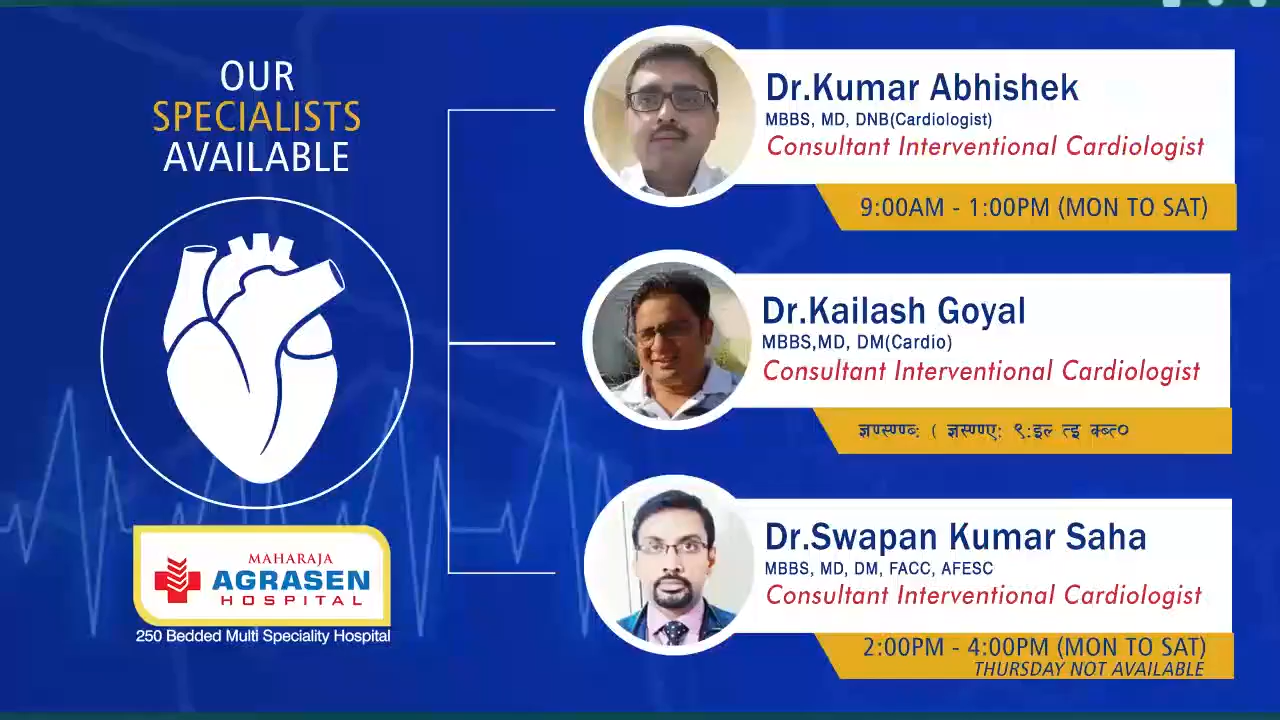 OUR
SPECIALISTS
AVAILABLE
MAHARAJA
AGRASEN
HOSPITAL
250 Bedded Multi Speciality Hospital
Dr.Kumar Abhishek
MBBS, MD, DNB(Cardiologist)
Consultant Interventional Cardiologist
9:00AM - 1:00PM (MON TO SAT)
Dr.Kailash Goyal
MBBS,MD, DM(Cardio)
Consultant Interventional Cardiologist
Dr.Swapan Kumar Saha
MBBS, MD, DM, FACC, AFESC
Consultant Interventional Cardiologist
2:00PM - 4:00PM (MON TO SAT)
THURSDAY NOT AVAILABLE